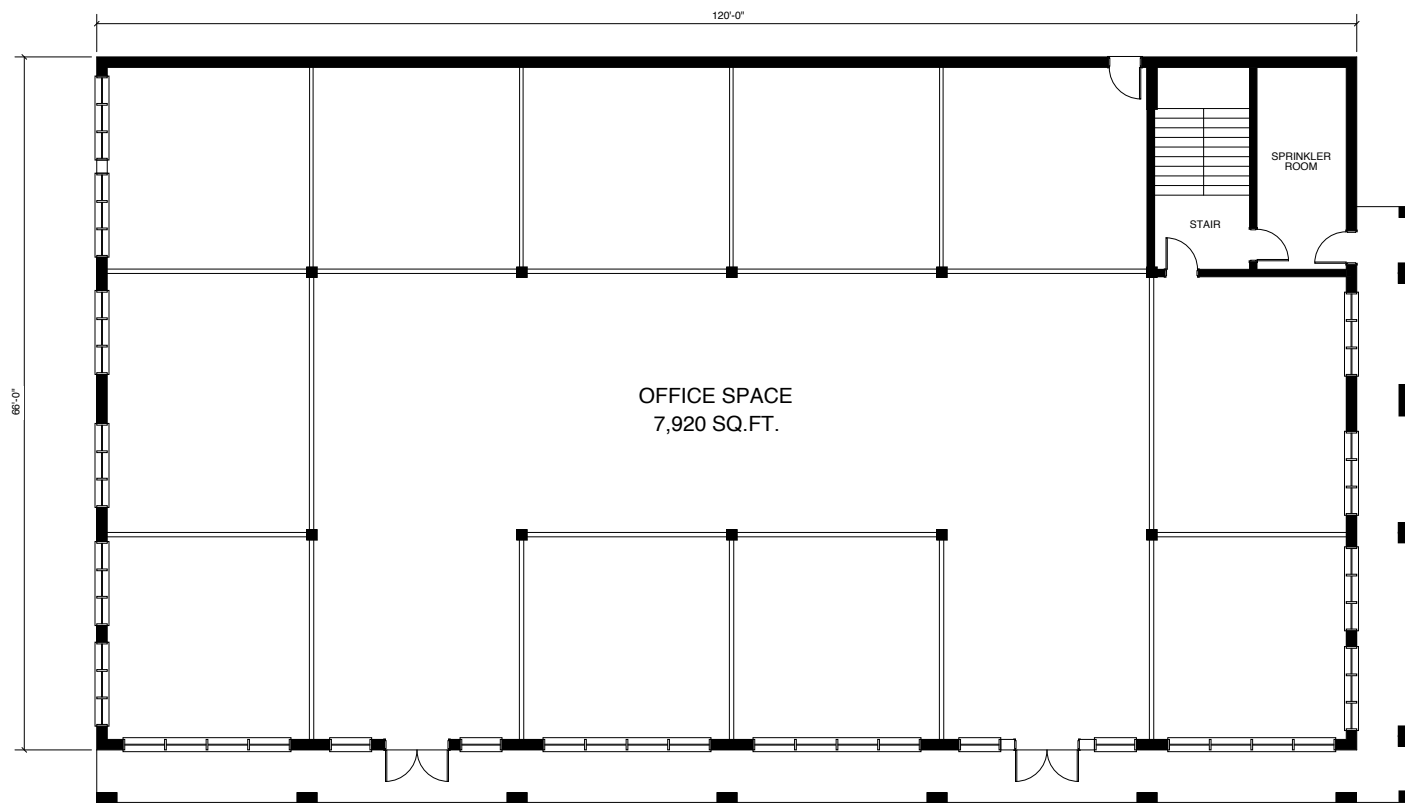 120'-0"
SPRINKLER
ROOM
STAIR
66'-0"
OFFICE SPACE
7,920 SQ.FT.